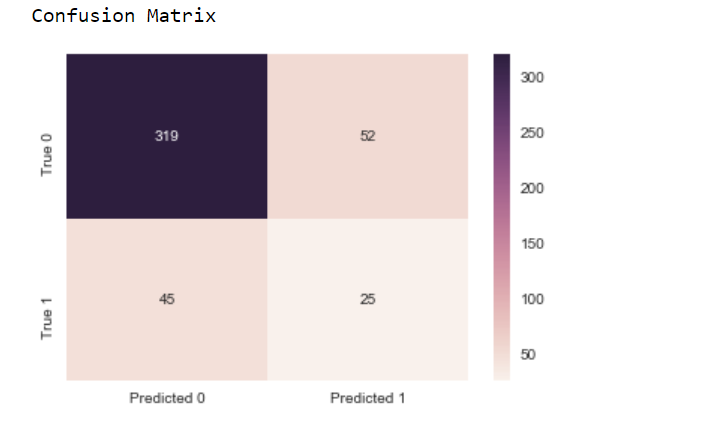 Confusion Matrix
True 0
319
52
True 1
45
25
Predicted 0
Predicted 1
300
250
200
150
100
50